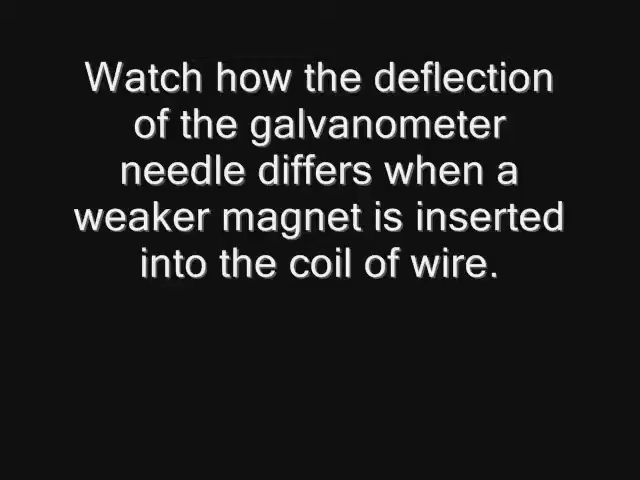 Watch how the deflection
of the galvanometer
needle differs when a
weaker magnet is inserted
into the coil of wire.